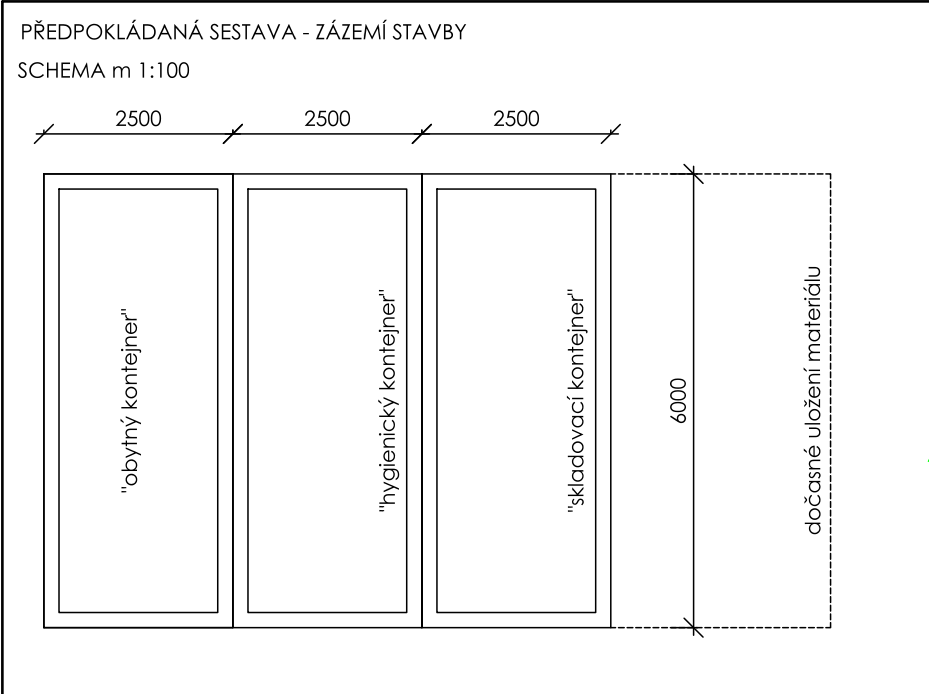 PŘEDPOKLÁDANÁ SESTAVA - ZÁZEMÍ STAVBY
SCHEMA m 1:100
2500
2500
2500
"obytný kontejner"
"hygienický kontejner"
"skladovací kontejner"
6000
dočasné uložení materiálu